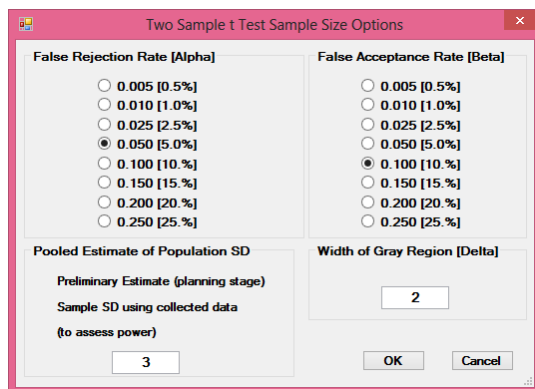 Two Sample t Test Sample Size Options
x
False Rejection Rate [Alpha]
0.005 [0.5%]
0.010 [1.0%]
0.025 [2.5%]
0.050 [5.0%]
0.100 [10.%]
0.150 [15.%]
0.200 [20.%]
0.250 [25.%]
False Acceptance Rate [Beta]
0.005 [0.5%]
0.010 [1.0%]
0.025 [2.5%]
0.050 [5.0%]
0.100 [10.%]
0.150 [15.%]
0.200 [20.%]
0.250 [25.%]
Pooled Estimate of Population SD
Preliminary Estimate (planning stage)
Sample SD using collected data
(to assess power)
3
Width of Gray Region [Delta]
2
OK
Cancel